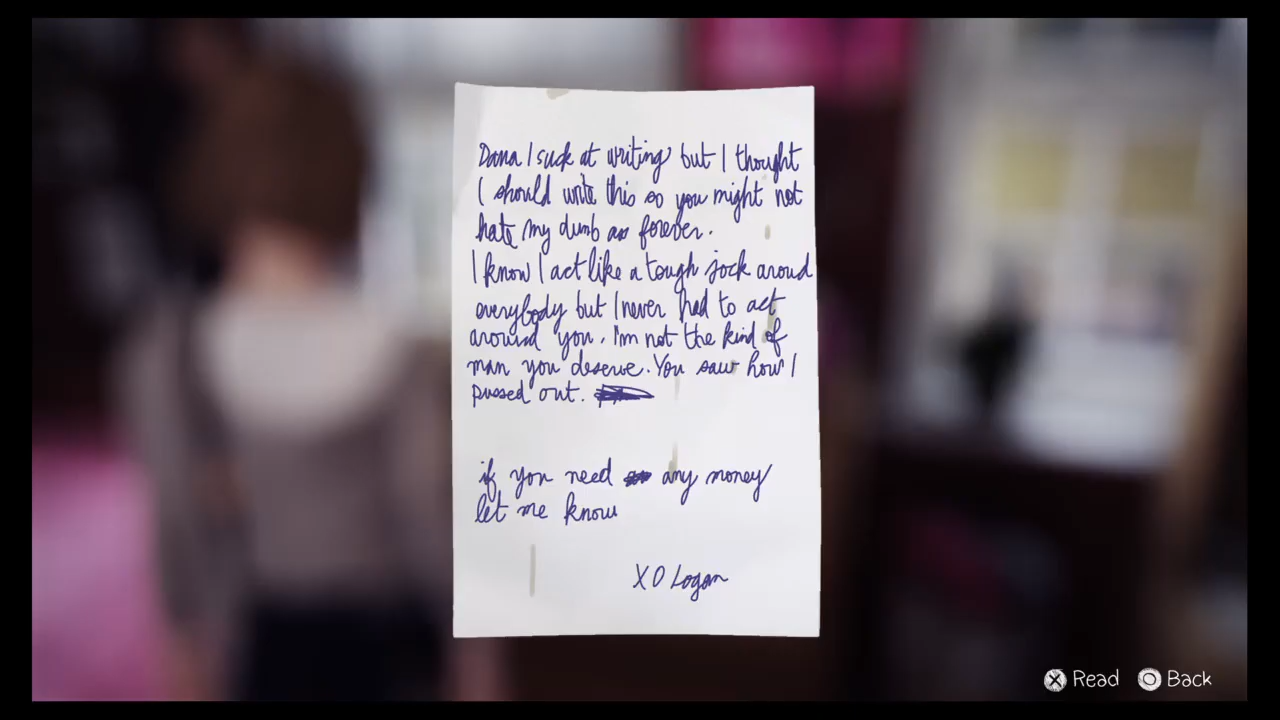 Dana I suck at writing but I thought
I should write this so you might not
hate my dumb ass forever.
I know I act like a tough jock aroud
everybody but I never had to act
around you. I'm not the kind of
man you deserve. You saw how I
pussed out.
if you need any money
let me know
XO Logan
Read
Back